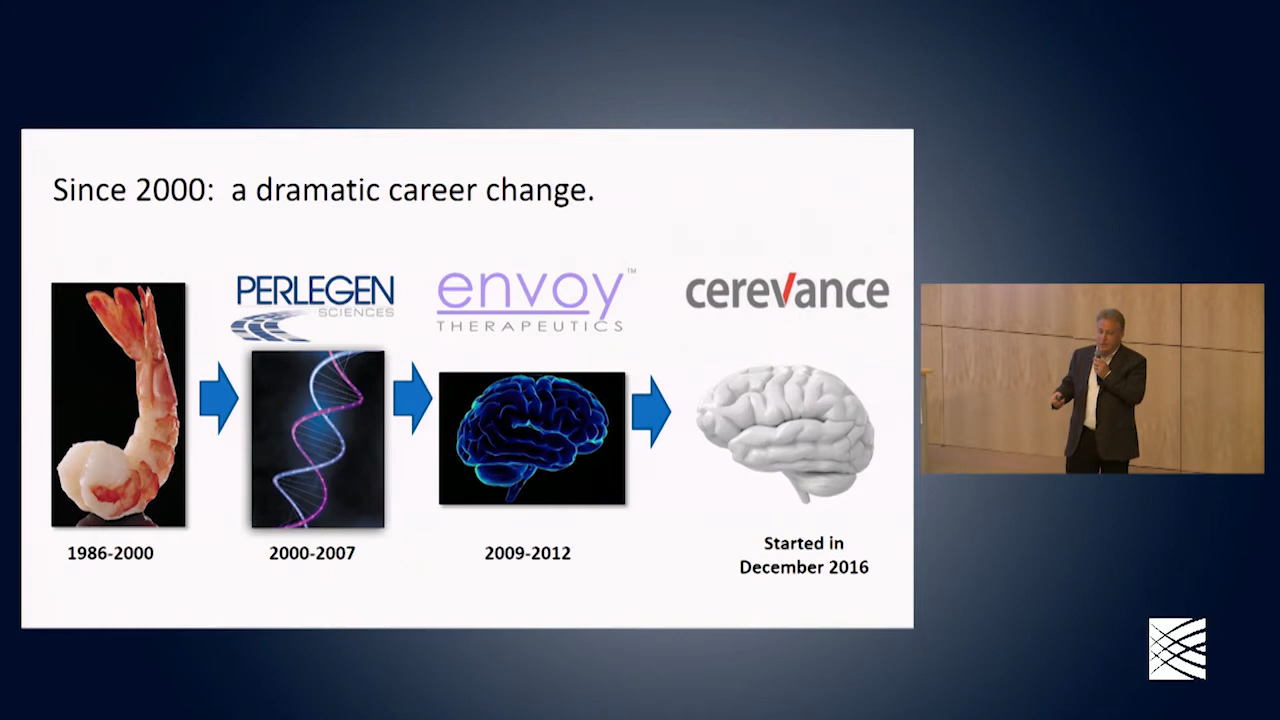 Since 2000: a dramatic career change.
PERLEGEN
SCIENCES
envoy™
THERAPEUTICS
cerevance
1986-2000
2000-2007
2009-2012
Started in
December 2016